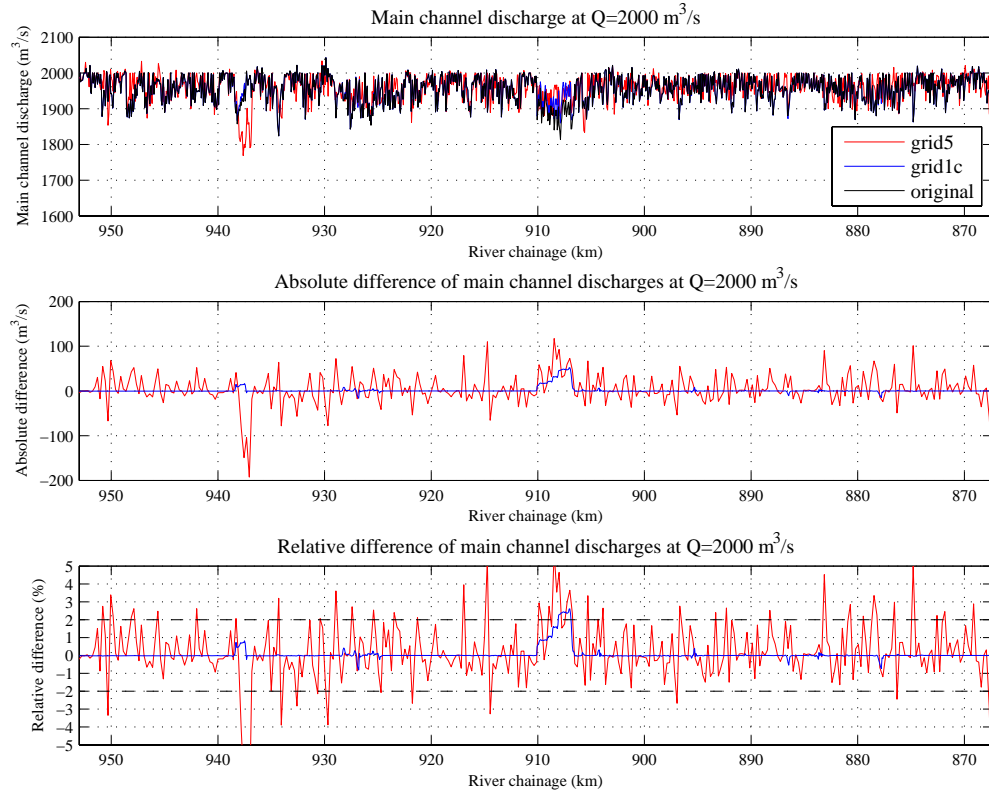 Main channel discharge at Q=2000 m³/s
Main channel discharge (m³/s)
2100
2000
1900
1800
1700
1600
grid5
grid1c
original
950 940 930 920 910 900 890 880 870
River chainage (km)
Absolute difference of main channel discharges at Q=2000 m³/s
Absolute difference (m³/s)
200
100
0
−100
−200
950 940 930 920 910 900 890 880 870
River chainage (km)
Relative difference of main channel discharges at Q=2000 m³/s
Relative difference (%)
5
4
3
2
1
0
−1
−2
−3
−4
−5
950 940 930 920 910 900 890 880 870
River chainage (km)